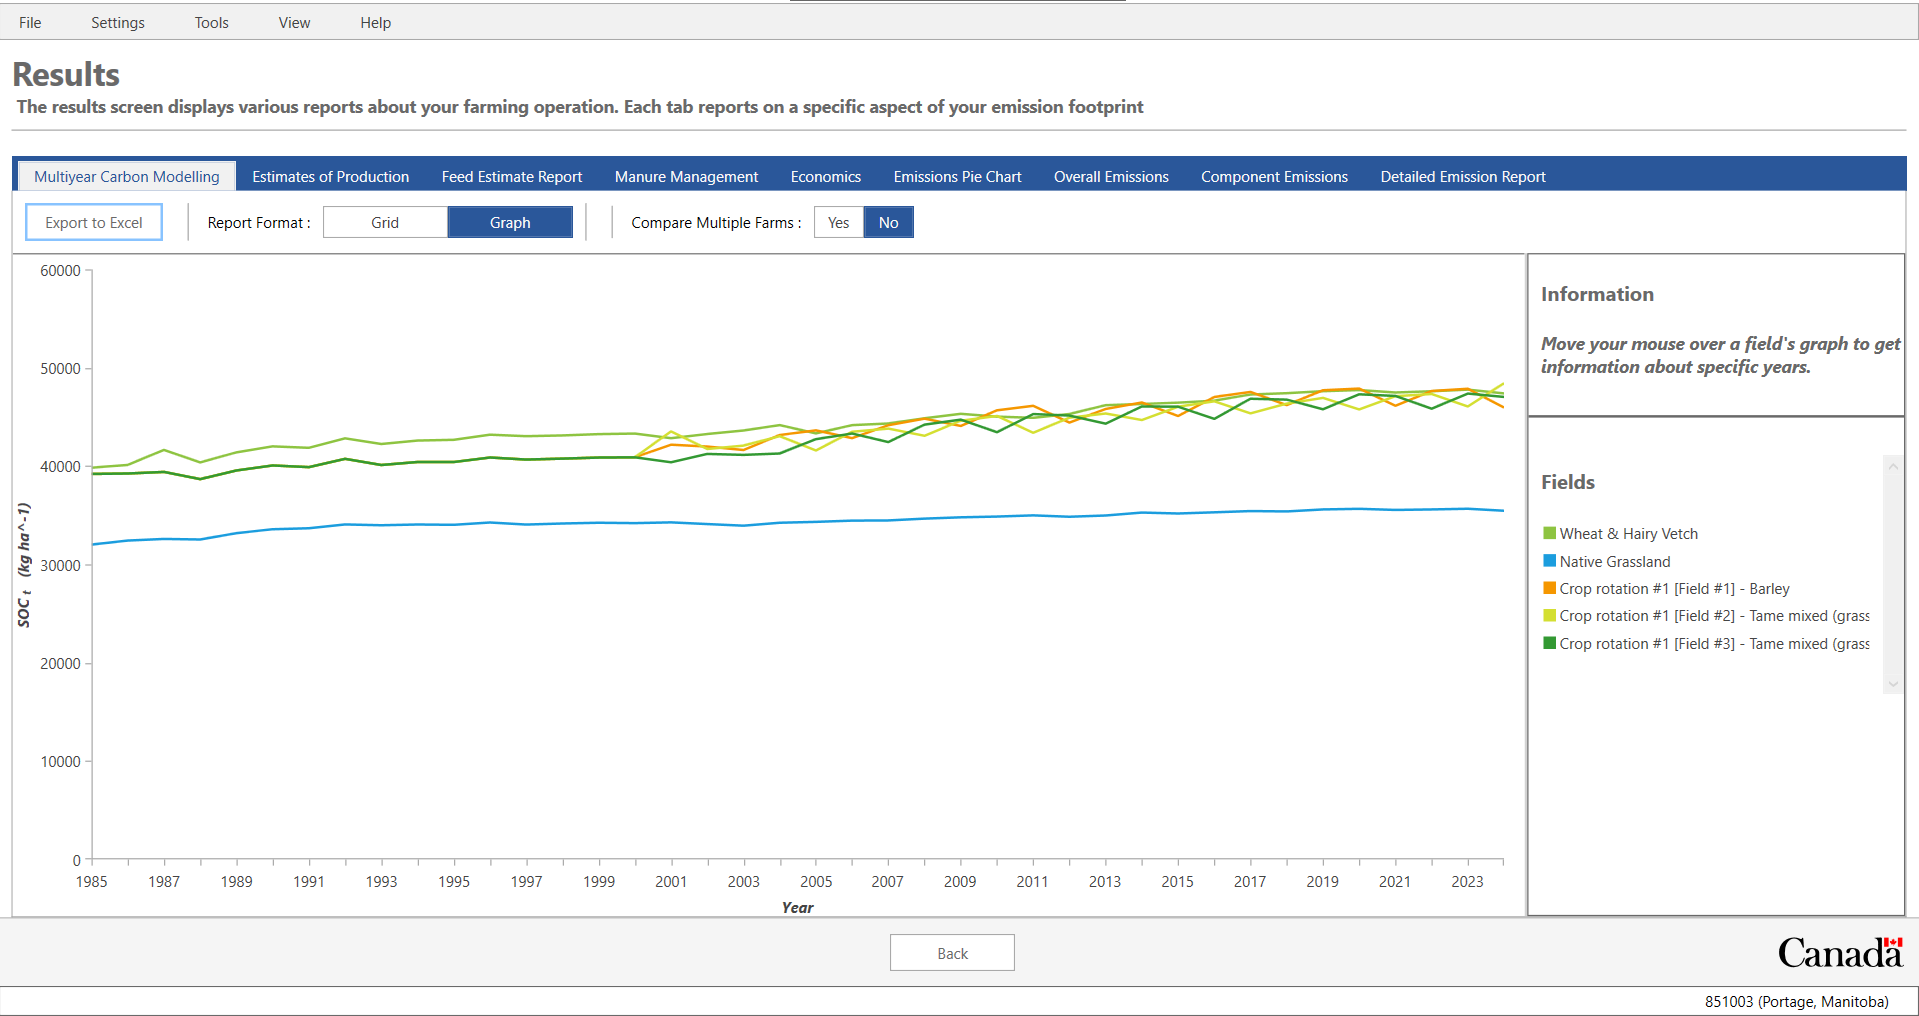 File Settings Tools View Help
Results
The results screen displays various reports about your farming operation. Each tab reports on a specific aspect of your emission footprint
Multiyear Carbon Modelling Estimates of Production Feed Estimate Report Manure Management Economics Emissions Pie Chart Overall Emissions Component Emissions Detailed Emission Report
Export to Excel Report Format : Grid Graph Compare Multiple Farms : Yes No
60000
50000
40000
30000
20000
10000
0
SOC t (kg ha^-1)
1985 1987 1989 1991 1993 1995 1997 1999 2001 2003 2005 2007 2009 2011 2013 2015 2017 2019 2021 2023
Year
Information
Move your mouse over a field's graph to get
information about specific years.
Fields
Wheat & Hairy Vetch
Native Grassland
Crop rotation #1 [Field #1] - Barley
Crop rotation #1 [Field #2] - Tame mixed (grass
Crop rotation #1 [Field #3] - Tame mixed (grass
Back
Canada
851003 (Portage, Manitoba)